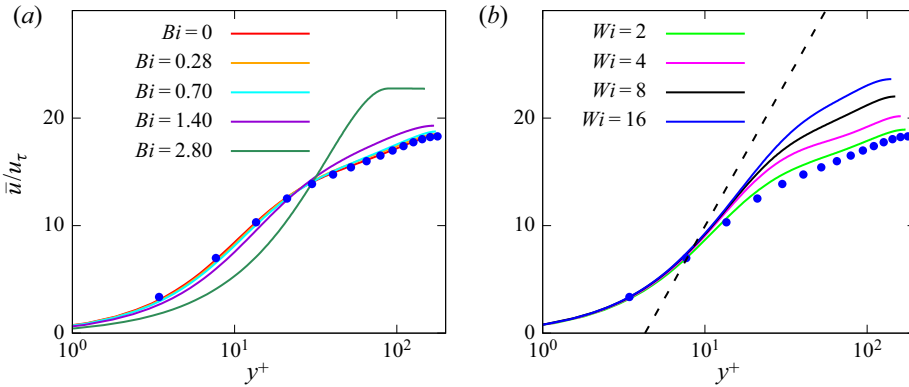 (a)
Bi = 0
Bi = 0.28
Bi = 0.70
Bi = 1.40
Bi = 2.80
20
10
0
ū/uτ
10⁰ 10¹ 10²
y⁺
(b)
Wi = 2
Wi = 4
Wi = 8
Wi = 16
20
10
0
10⁰ 10¹ 10²
y⁺